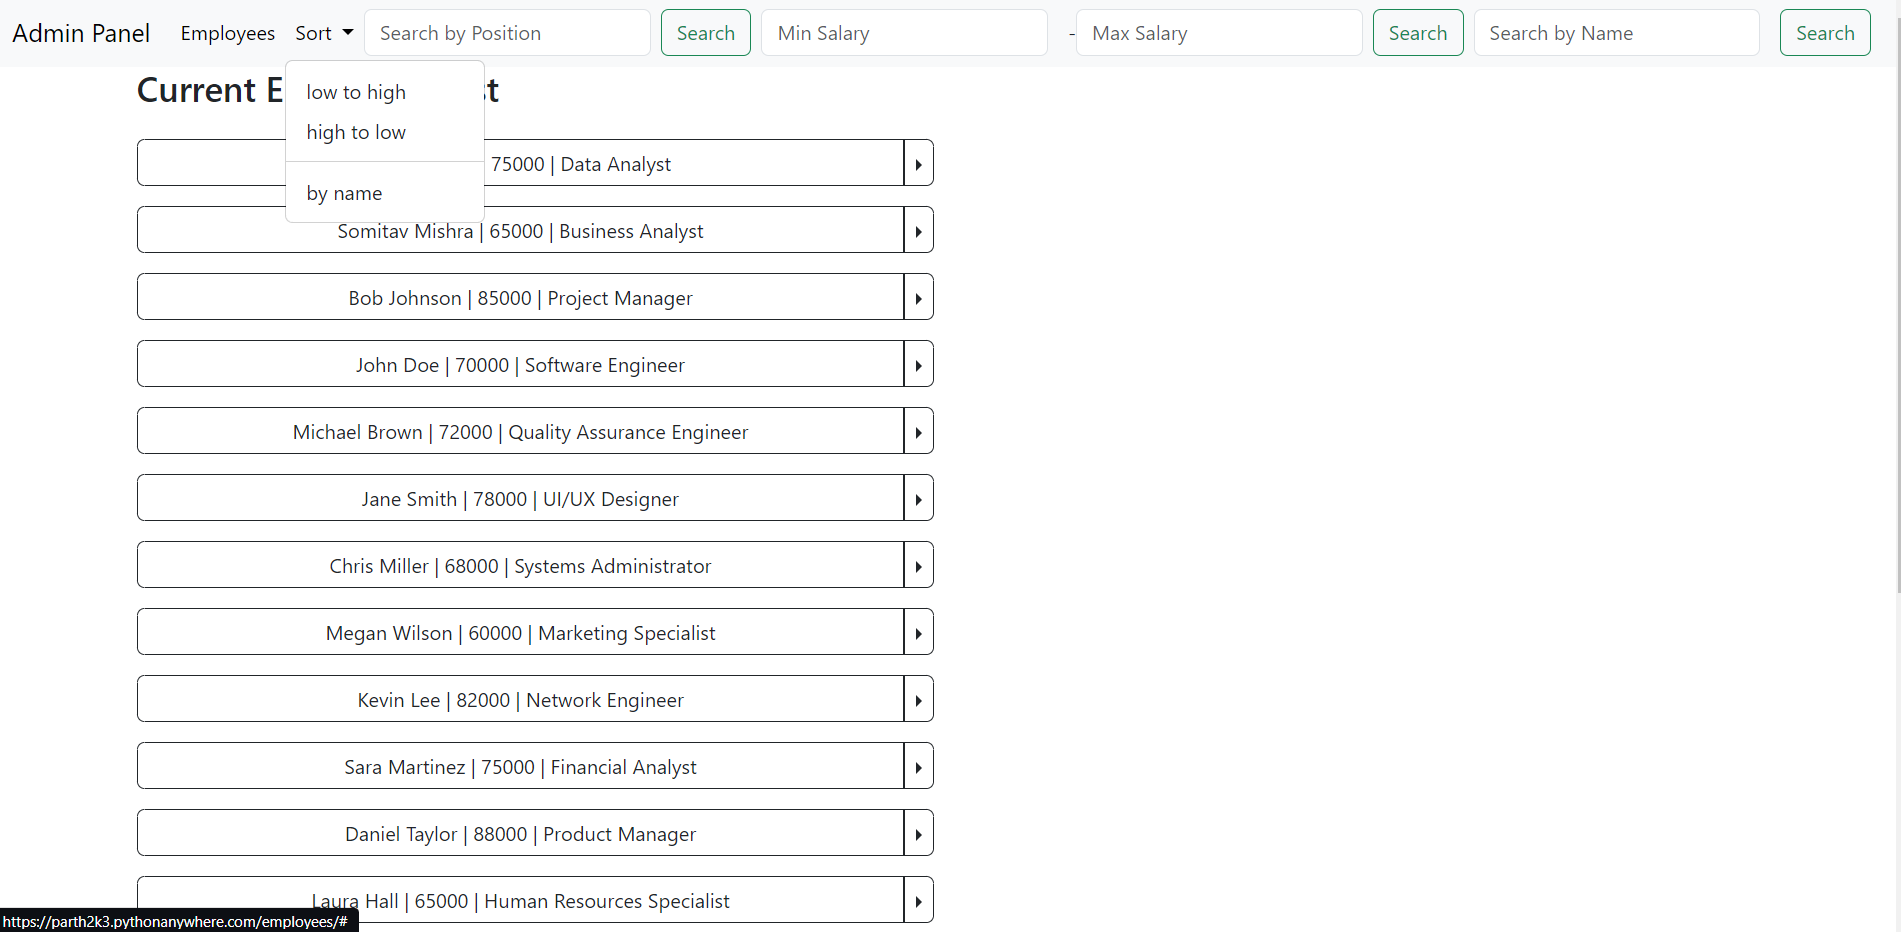 Admin Panel Employees Sort Search by Position Search Min Salary - Max Salary Search Search by Name Search
Current E st
low to high
high to low
by name
75000 | Data Analyst
Somitav Mishra | 65000 | Business Analyst
Bob Johnson | 85000 | Project Manager
John Doe | 70000 | Software Engineer
Michael Brown | 72000 | Quality Assurance Engineer
Jane Smith | 78000 | UI/UX Designer
Chris Miller | 68000 | Systems Administrator
Megan Wilson | 60000 | Marketing Specialist
Kevin Lee | 82000 | Network Engineer
Sara Martinez | 75000 | Financial Analyst
Daniel Taylor | 88000 | Product Manager
Laura Hall | 65000 | Human Resources Specialist
https://parth2k3.pythonanywhere.com/employees/#